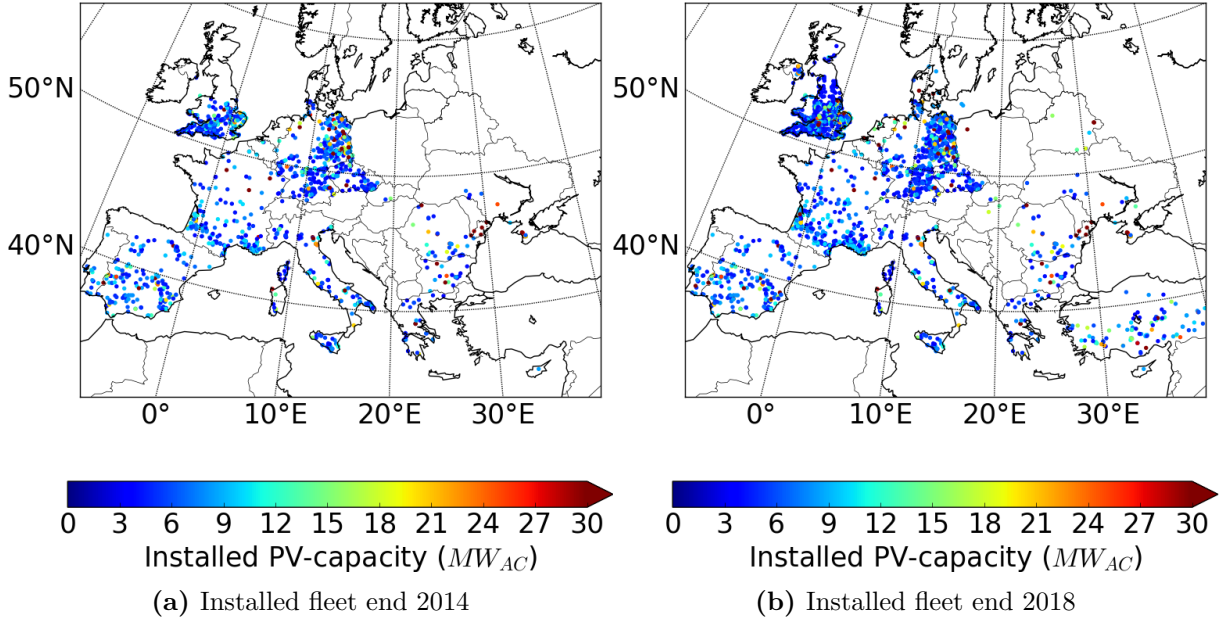 50°N
40°N
0° 10°E 20°E 30°E
0 3 6 9 12 15 18 21 24 27 30
Installed PV-capacity (MW_AC)
(a) Installed fleet end 2014
50°N
40°N
0° 10°E 20°E 30°E
0 3 6 9 12 15 18 21 24 27 30
Installed PV-capacity (MW_AC)
(b) Installed fleet end 2018